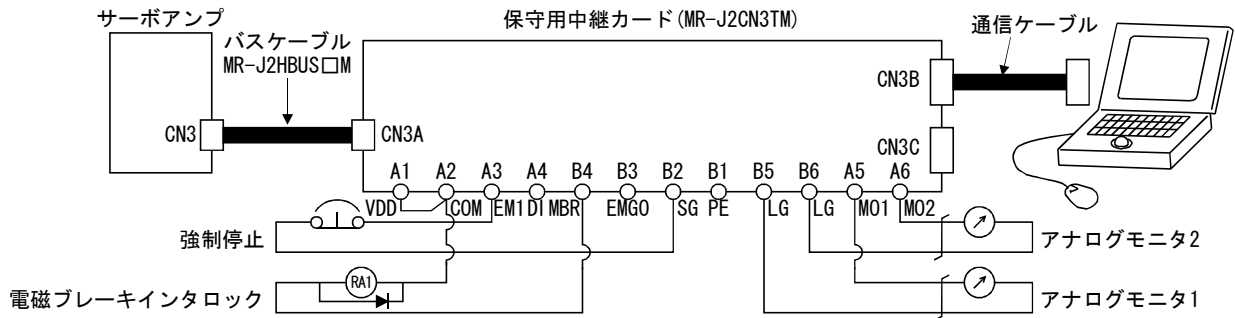 サーボアンプ
保守用中継カード(MR-J2CN3TM)
通信ケーブル
バスケーブル
MR-J2HBUS□M
CN3B
CN3
CN3A
CN3C
A1 A2 A3 A4 B4 B3 B2 B1 B5 B6 A5 A6
VDD COM EM1 DI MBR EMGO SG PE LG LG MO1 MO2
強制停止
アナログモニタ2
RA1
電磁ブレーキインタロック
アナログモニタ1